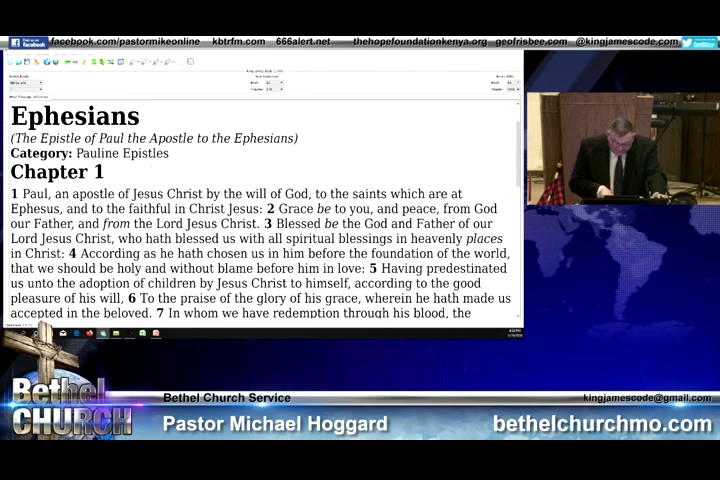 Find us on facebook facebook.com/pastormikeonline kbtrfm.com 666alert.net thehopefoundationkenya.org geofrisbee.com @kingjamescode.com twitter
Ephesians
(The Epistle of Paul the Apostle to the Ephesians)
Category: Pauline Epistles
Chapter 1
1 Paul, an apostle of Jesus Christ by the will of God, to the saints which are at
Ephesus, and to the faithful in Christ Jesus: 2 Grace be to you, and peace, from God
our Father, and from the Lord Jesus Christ. 3 Blessed be the God and Father of our
Lord Jesus Christ, who hath blessed us with all spiritual blessings in heavenly places
in Christ: 4 According as he hath chosen us in him before the foundation of the world,
that we should be holy and without blame before him in love: 5 Having predestinated
us unto the adoption of children by Jesus Christ to himself, according to the good
pleasure of his will, 6 To the praise of the glory of his grace, wherein he hath made us
accepted in the beloved. 7 In whom we have redemption through his blood, the
Bethel
CHURCH
Bethel Church Service kingjamescode@gmail.com
Pastor Michael Hoggard bethelchurchmo.com